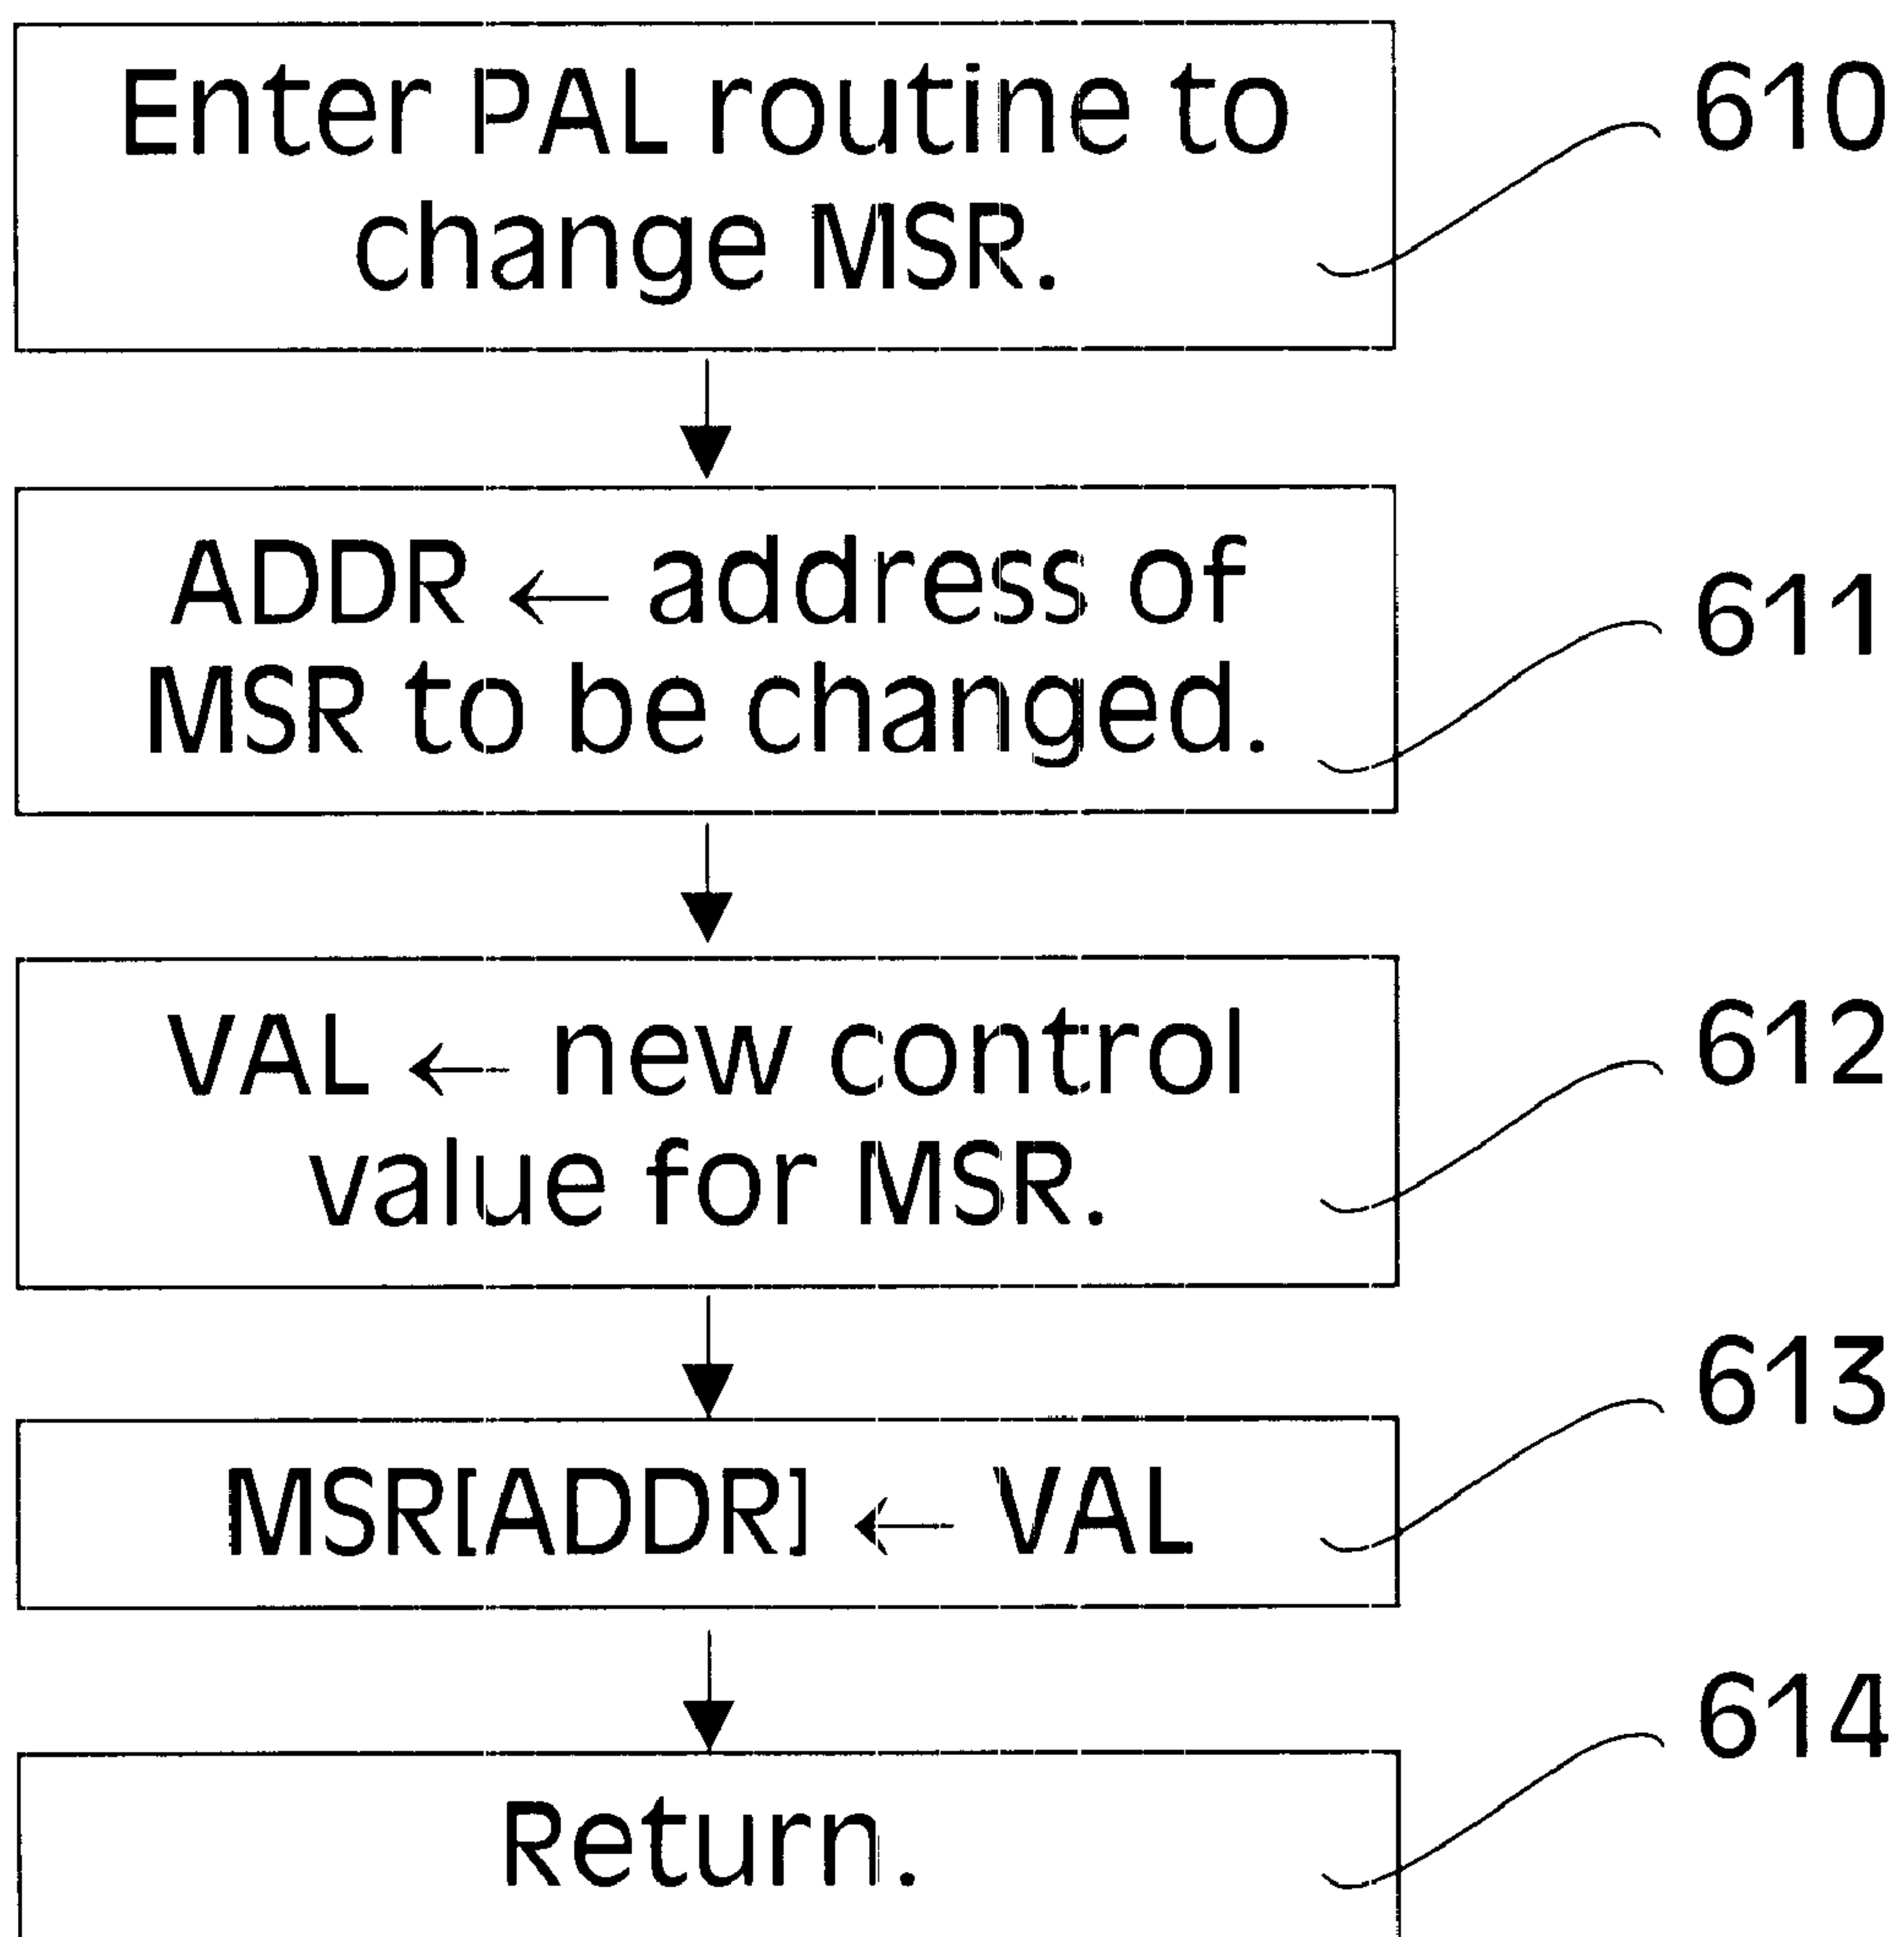 Enter PAL routine to
change MSR.
610
ADDR ← address of
MSR to be changed.
611
VAL ← new control
value for MSR.
612
MSR[ADDR] ← VAL
613
Return.
614